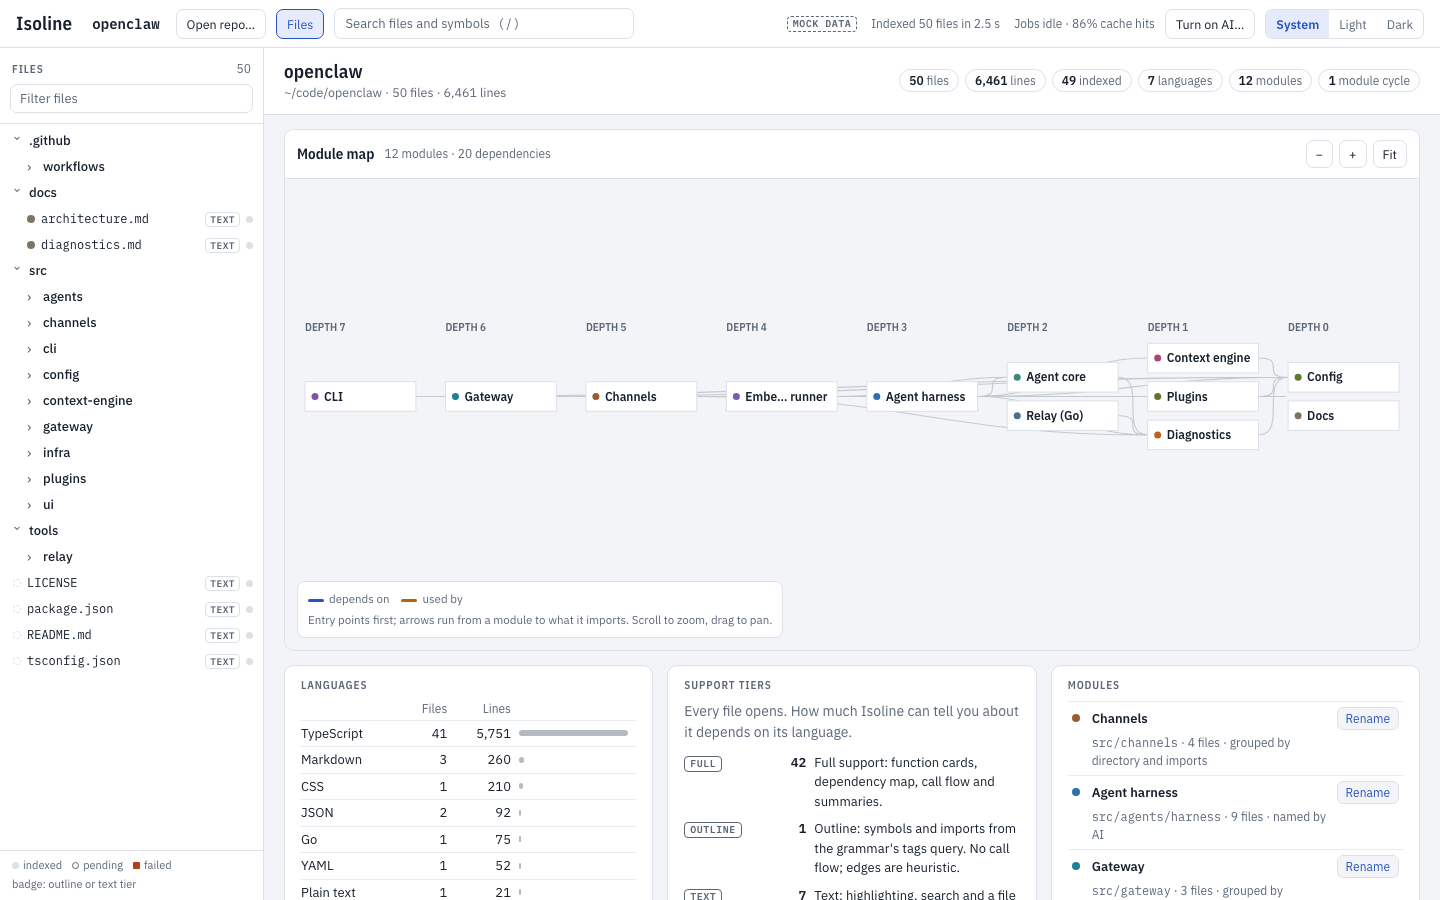 Isoline openclaw Open repo... Files Search files and symbols (/) MOCK DATA Indexed 50 files in 2.5 s Jobs idle · 86% cache hits Turn on AI... System Light Dark
FILES 50
Filter files
.github
workflows
docs
architecture.md TEXT
diagnostics.md TEXT
src
agents
channels
cli
config
context-engine
gateway
infra
plugins
ui
tools
relay
LICENSE TEXT
package.json TEXT
README.md TEXT
tsconfig.json TEXT
indexed pending failed
badge: outline or text tier
openclaw
~/code/openclaw · 50 files · 6,461 lines
50 files 6,461 lines 49 indexed 7 languages 12 modules 1 module cycle
Module map 12 modules · 20 dependencies
− + Fit
DEPTH 7 DEPTH 6 DEPTH 5 DEPTH 4 DEPTH 3 DEPTH 2 DEPTH 1 DEPTH 0
CLI
Gateway
Channels
Embe... runner
Agent harness
Agent core
Relay (Go)
Context engine
Plugins
Diagnostics
Config
Docs
depends on used by
Entry points first; arrows run from a module to what it imports. Scroll to zoom, drag to pan.
LANGUAGES
Files Lines
TypeScript 41 5,751
Markdown 3 260
CSS 1 210
JSON 2 92
Go 1 75
YAML 1 52
Plain text 1 21
SUPPORT TIERS
Every file opens. How much Isoline can tell you about
it depends on its language.
FULL 42 Full support: function cards,
dependency map, call flow and
summaries.
OUTLINE 1 Outline: symbols and imports from
the grammar's tags query. No call
flow; edges are heuristic.
TEXT 7 Text: highlighting, search and a file
MODULES
Channels Rename
src/channels · 4 files · grouped by
directory and imports
Agent harness Rename
src/agents/harness · 9 files · named by
AI
Gateway Rename
src/gateway · 3 files · grouped by